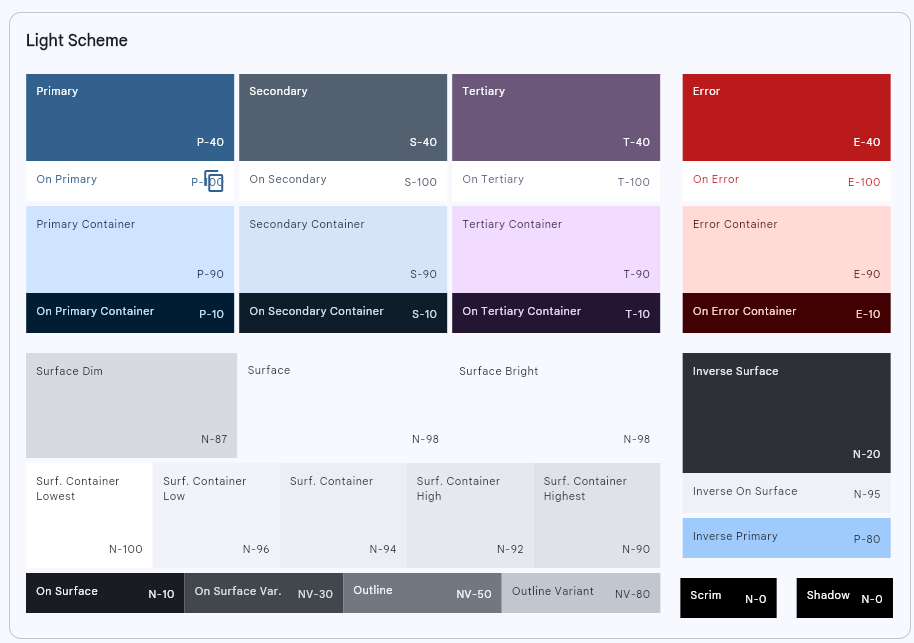 Light Scheme
Primary
P-40
Secondary
S-40
Tertiary
T-40
Error
E-40
On Primary
P-100
On Secondary
S-100
On Tertiary
T-100
On Error
E-100
Primary Container
P-90
Secondary Container
S-90
Tertiary Container
T-90
Error Container
E-90
On Primary Container
P-10
On Secondary Container
S-10
On Tertiary Container
T-10
On Error Container
E-10
Surface Dim
N-87
Surface
N-98
Surface Bright
N-98
Inverse Surface
N-20
Surf. Container
Lowest
N-100
Surf. Container
Low
N-96
Surf. Container
N-94
Surf. Container
High
N-92
Surf. Container
Highest
N-90
Inverse On Surface
N-95
Inverse Primary
P-80
On Surface
N-10
On Surface Var.
NV-30
Outline
NV-50
Outline Variant
NV-80
Scrim
N-0
Shadow
N-0